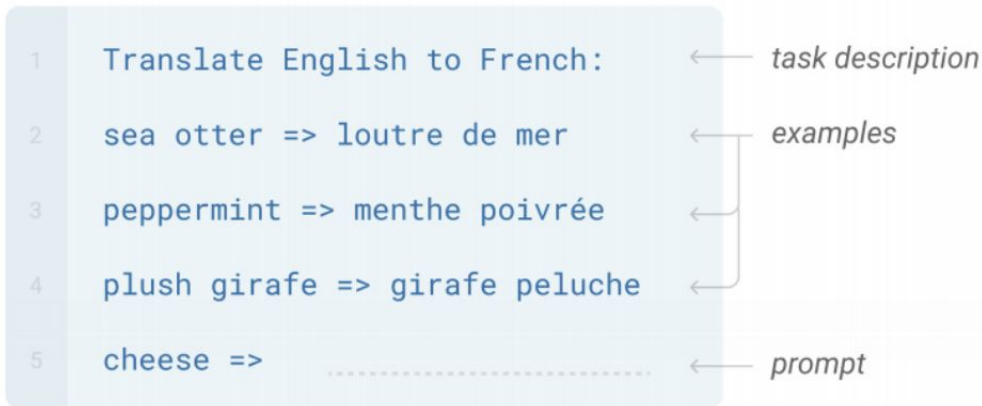 1 Translate English to French: task description
2 sea otter => loutre de mer examples
3 peppermint => menthe poivrée
4 plush girafe => girafe peluche
5 cheese => prompt